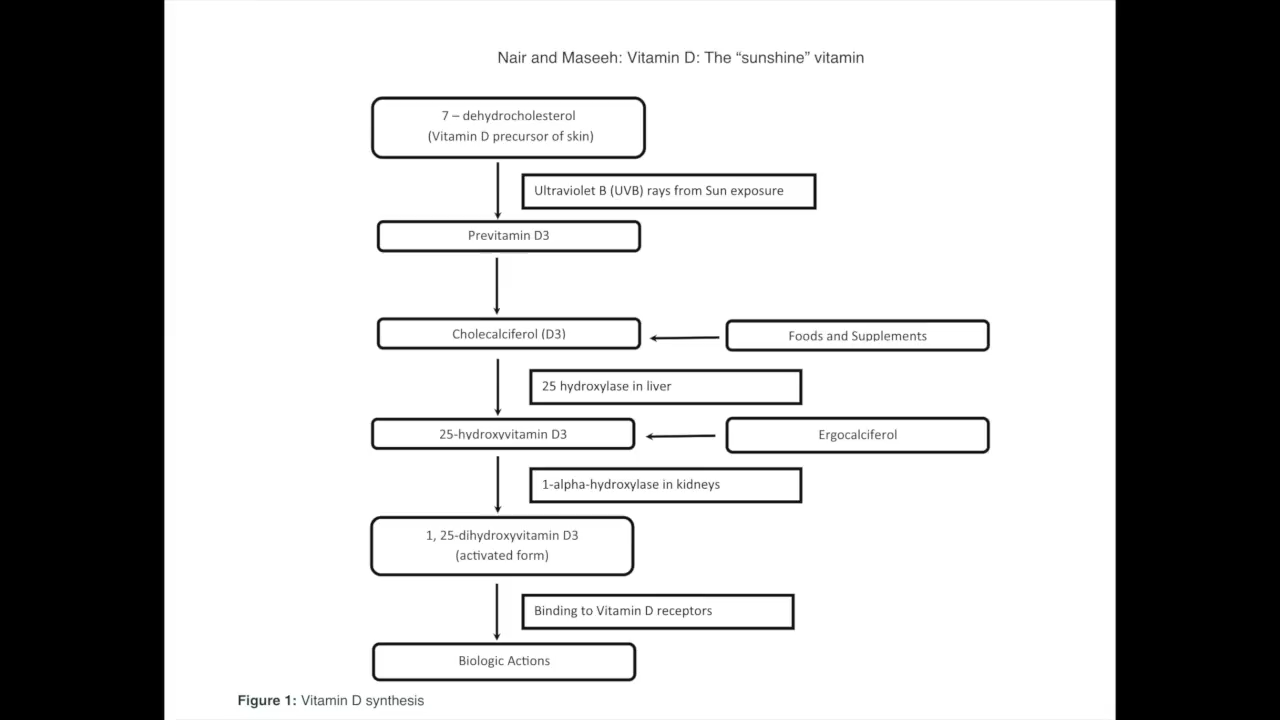 Nair and Maseeh: Vitamin D: The “sunshine” vitamin
7 – dehydrocholesterol
(Vitamin D precursor of skin)
Ultraviolet B (UVB) rays from Sun exposure
Previtamin D3
Cholecalciferol (D3)
Foods and Supplements
25 hydroxylase in liver
25-hydroxyvitamin D3
Ergocalciferol
1-alpha-hydroxylase in kidneys
1, 25-dihydroxyvitamin D3
(activated form)
Binding to Vitamin D receptors
Biologic Actions
Figure 1: Vitamin D synthesis